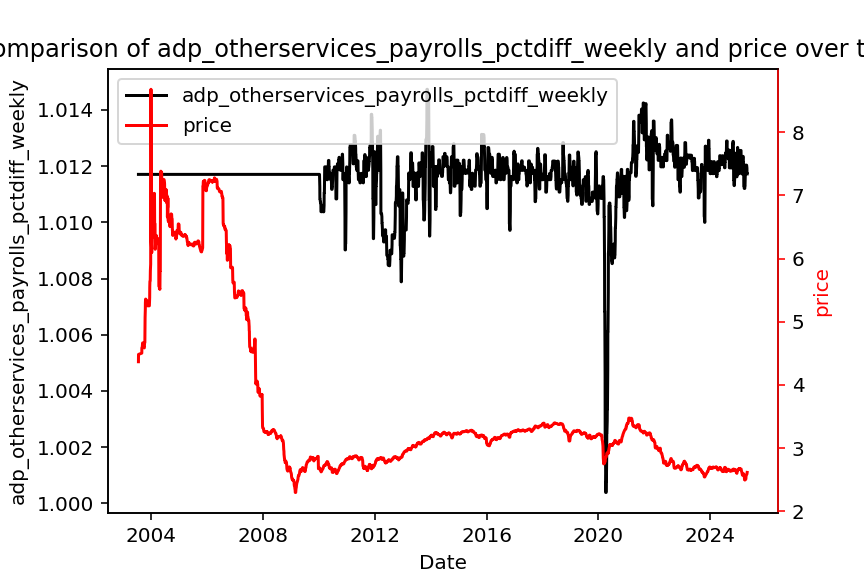 omparison of adp_otherservices_payrolls_pctdiff_weekly and price over t
adp_otherservices_payrolls_pctdiff_weekly
price
adp_otherservices_payrolls_pctdiff_weekly
1.014
1.012
1.010
1.008
1.006
1.004
1.002
1.000
8
7
6
5
4
3
2
price
2004 2008 2012 2016 2020 2024
Date